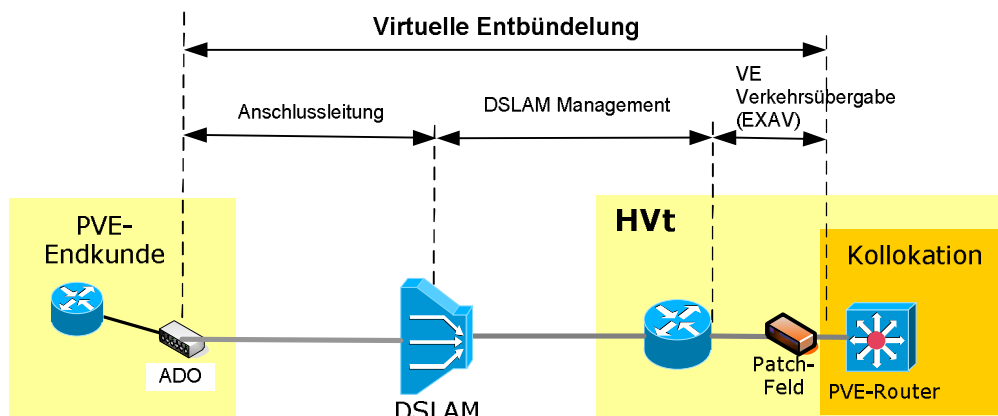 Virtuelle Entbündelung
VE
Verkehrsübergabe
(EXAV)
Anschlussleitung
DSLAM Management
HVt
PVE-
Endkunde
Kollokation
ADO
DSLAM
Patch-
Feld
PVE-Router